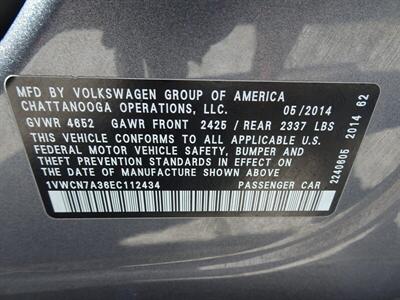 MFD BY VOLKSWAGEN GROUP OF AMERICA
CHATTANOOGA OPERATIONS, LLC. 05/2014
GVWR 4652 GAWR FRONT 2425 / REAR 2337 LBS
THIS VEHICLE CONFORMS TO ALL APPLICABLE U.S.
FEDERAL MOTOR VEHICLE SAFETY, BUMPER AND
THEFT PREVENTION STANDARDS IN EFFECT ON
THE DATE OF MANUFACTURE SHOWN ABOVE.
1VWCN7A36EC112434 PASSENGER CAR
2240605 2014 62